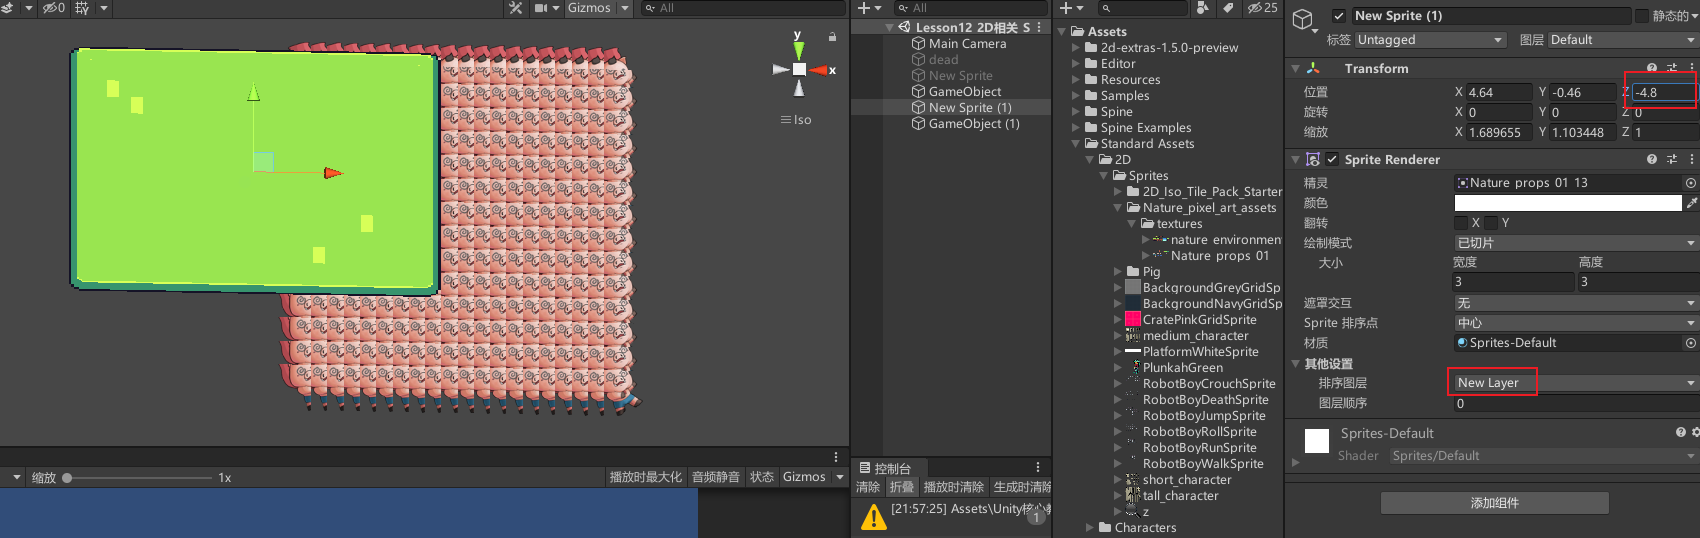 0
Gizmos
All
y
x
Iso
缩放
1x
播放时最大化
音频静音
状态
Gizmos
All
Lesson12 2D相关 S
Main Camera
dead
New Sprite
GameObject
New Sprite (1)
GameObject (1)
控制台
清除
折叠
播放时清除
生成时清除
[21:57:25] Assets\Unity核心
1
25
Assets
2d-extras-1.5.0-preview
Editor
Resources
Samples
Spine
Spine Examples
Standard Assets
2D
Sprites
2D_Iso_Tile_Pack_Starter
Nature_pixel_art_assets
textures
nature environmen
Nature props 01
Pig
BackgroundGreyGridSp
BackgroundNavyGridSp
CratePinkGridSprite
medium_character
PlatformWhiteSprite
PlunkahGreen
RobotBoyCrouchSprite
RobotBoyDeathSprite
RobotBoyJumpSprite
RobotBoyRollSprite
RobotBoyRunSprite
RobotBoyWalkSprite
short_character
tall_character
z
Characters
New Sprite (1)
静态的
标签 Untagged
图层 Default
Transform
位置 X 4.64 Y -0.46 Z -4.8
旋转 X 0 Y 0 Z 0
缩放 X 1.689655 Y 1.103448 Z 1
Sprite Renderer
精灵 Nature props 01 13
颜色
翻转 X Y
绘制模式 已切片
大小 宽度 高度
3 3
遮罩交互 无
Sprite 排序点 中心
材质 Sprites-Default
其他设置
排序图层 New Layer
图层顺序 0
Sprites-Default
Shader Sprites/Default
添加组件